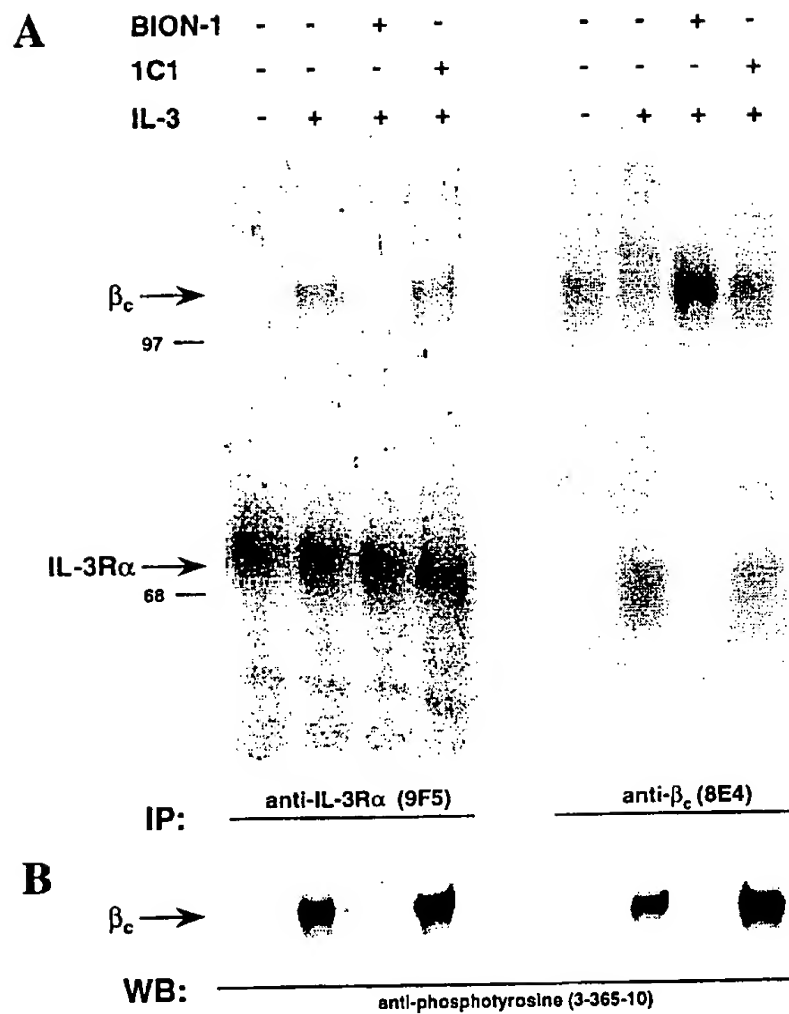 A
BION-1 - - + - - - + -
1C1 - - - + - - - +
IL-3 - + + + - + + +
βc
97
IL-3Rα
68
IP: anti-IL-3Rα (9F5) anti-βc (8E4)
B
βc
WB: anti-phosphotyrosine (3-365-10)